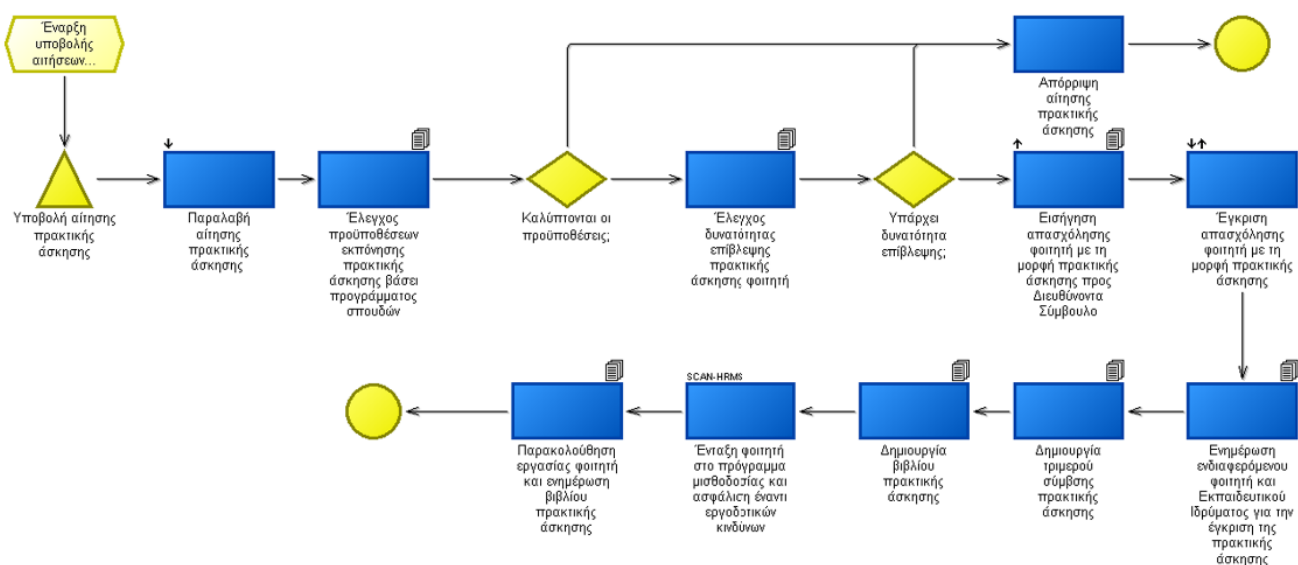 Έναρξη
υποβολής
αιτήσεων...
Απόρριψη
αίτησης
πρακτικής
άσκησης
Υποβολή αίτησης
πρακτικής
άσκησης
Παραλαβή
αίτησης
πρακτικής
άσκησης
Έλεγχος
προϋποθέσεων
εκπόνησης
πρακτικής
άσκησης βάσει
προγράμματος
σπουδών
Καλύπτονται οι
προϋποθέσεις;
Έλεγχος
δυνατότητας
επίβλεψης
πρακτικής
άσκησης φοιτητή
Υπάρχει
δυνατότητα
επίβλεψης;
Εισήγηση
απασχόλησης
φοιτητή με τη
μορφή πρακτικής
άσκησης προς
Διευθύνοντα
Σύμβουλο
Έγκριση
απασχόλησης
φοιτητή με τη
μορφή πρακτικής
άσκησης
SCAN-HRMS
Παρακολούθηση
εργασίας φοιτητή
και ενημέρωση
βιβλίου
πρακτικής
άσκησης
Ένταξη φοιτητή
στο πρόγραμμα
μισθοδοσίας και
ασφάλιση έναντι
εργοδοτικών
κινδύνων
Δημιουργία
βιβλίου
πρακτικής
άσκησης
Δημιουργία
τριμερού
σύμβσης
πρακτικής
άσκησης
Ενημέρωση
ενδιαφερόμενου
φοιτητή και
Εκπαιδευτικού
Ιδρύματος για την
έγκριση της
πρακτικής
άσκησης